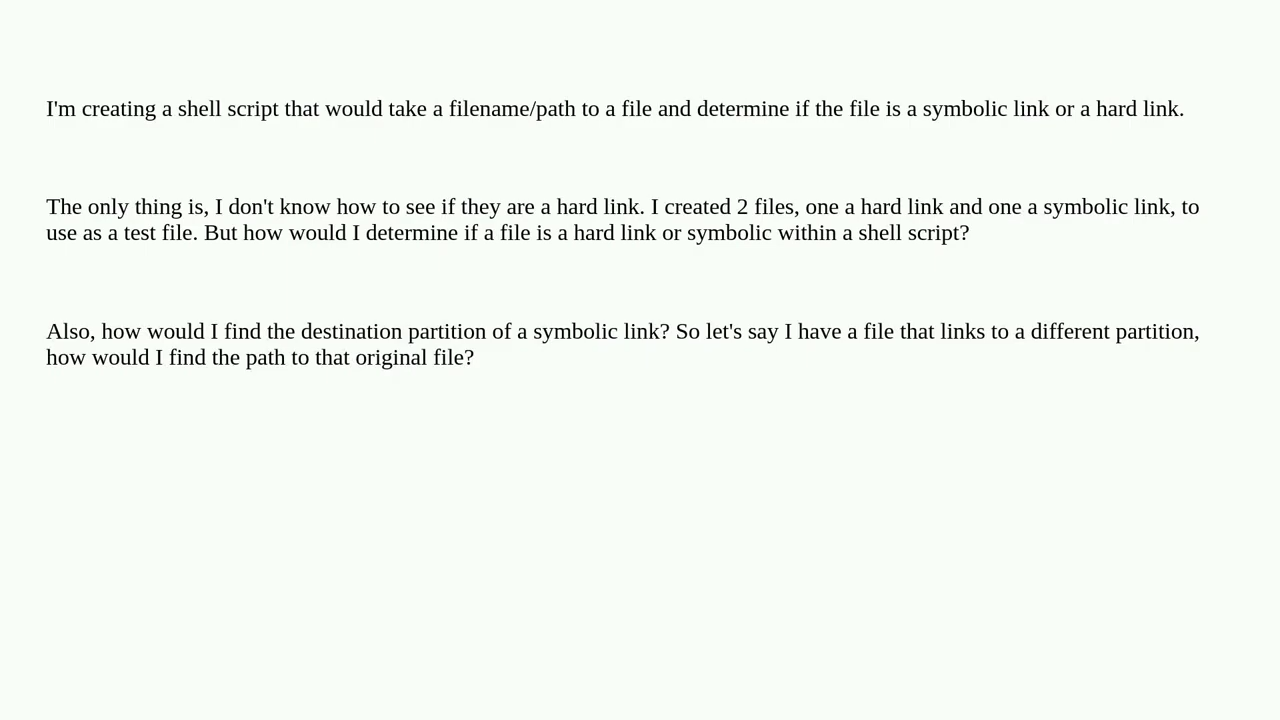 I'm creating a shell script that would take a filename/path to a file and determine if the file is a symbolic link or a hard link.
The only thing is, I don't know how to see if they are a hard link. I created 2 files, one a hard link and one a symbolic link, to
use as a test file. But how would I determine if a file is a hard link or symbolic within a shell script?
Also, how would I find the destination partition of a symbolic link? So let's say I have a file that links to a different partition,
how would I find the path to that original file?